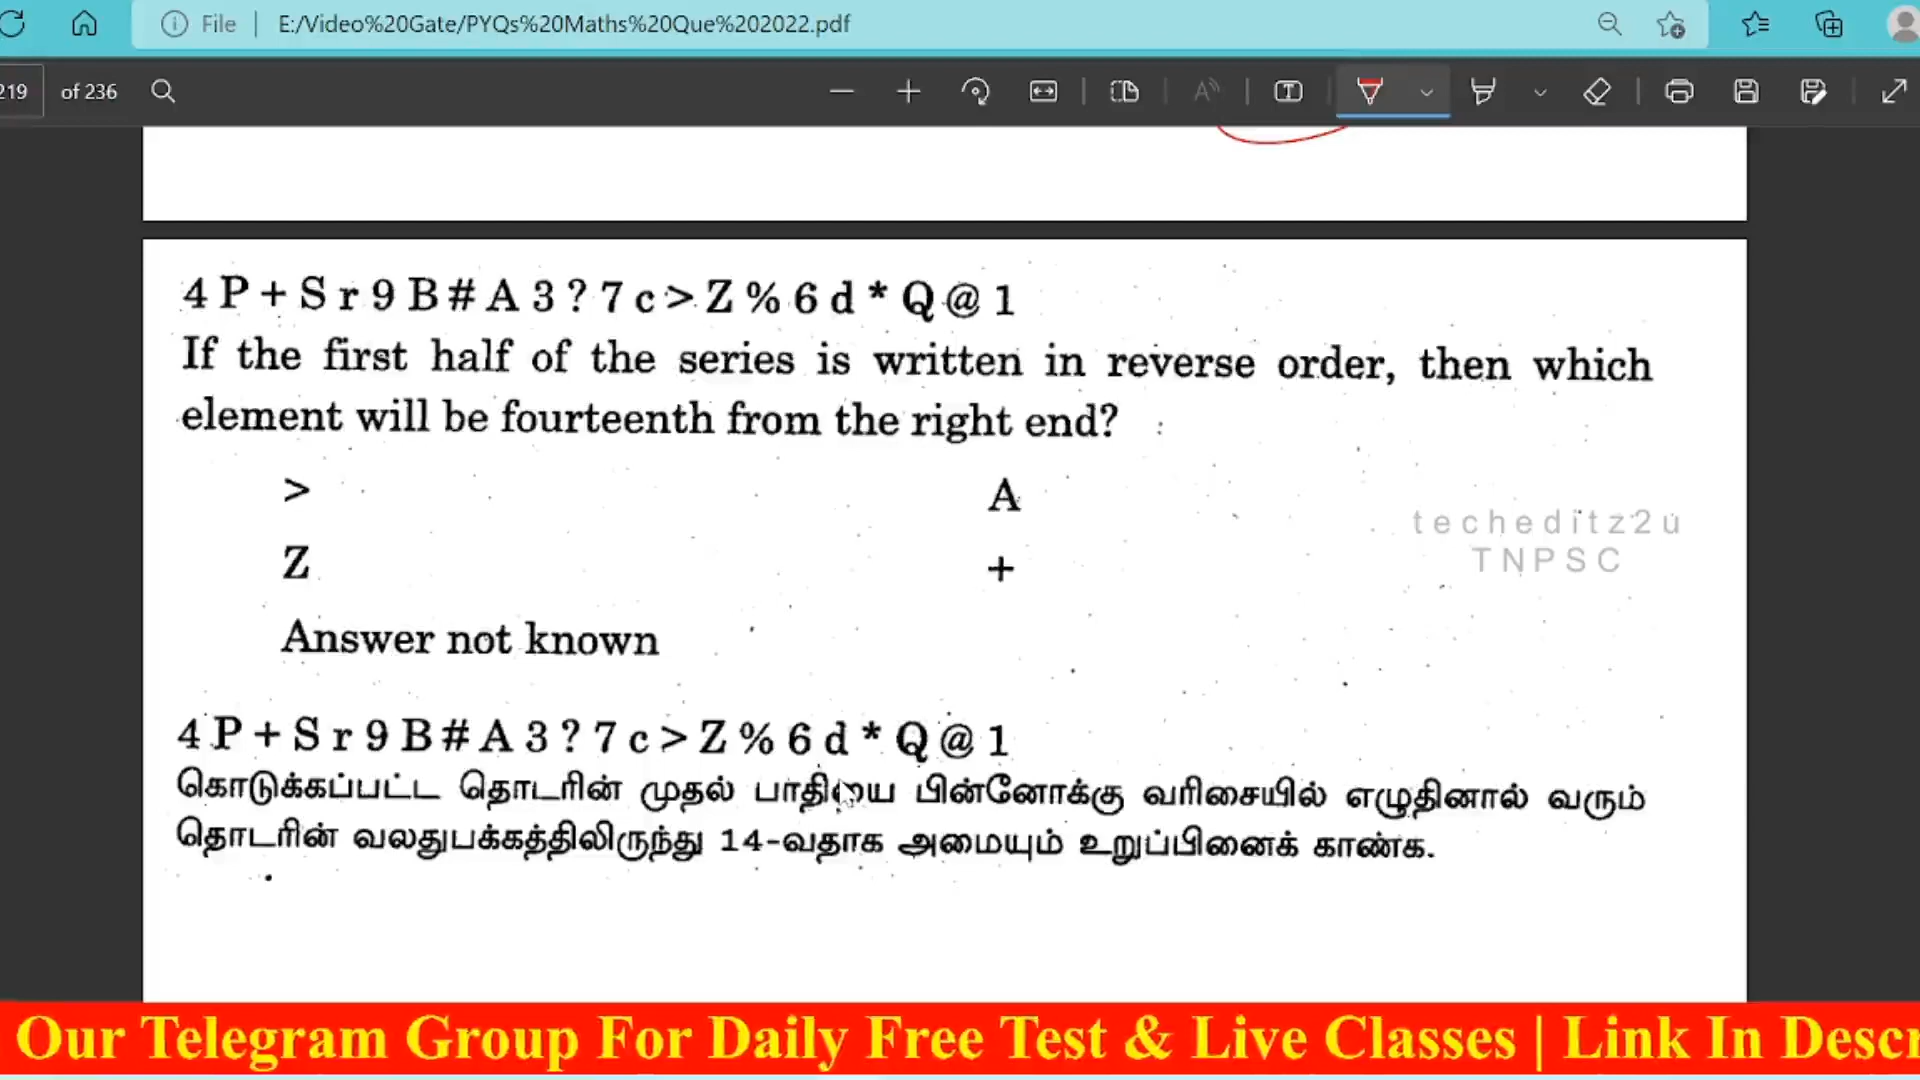 File | E:/Video%20Gate/PYQs%20Maths%20Que%202022.pdf
219 of 236
4 P + S r 9 B # A 3 ? 7 c > Z % 6 d * Q @ 1
If the first half of the series is written in reverse order, then which
element will be fourteenth from the right end?
> A
Z +
Answer not known
techeditz2u
TNPSC
4 P + S r 9 B # A 3 ? 7 c > Z % 6 d * Q @ 1
கொடுக்கப்பட்ட தொடரின் முதல் பாதியை பின்னோக்கு வரிசையில் எழுதினால் வரும்
தொடரின் வலதுபக்கத்திலிருந்து 14-வதாக அமையும் உறுப்பினைக் காண்க.
Our Telegram Group For Daily Free Test & Live Classes | Link In Descr